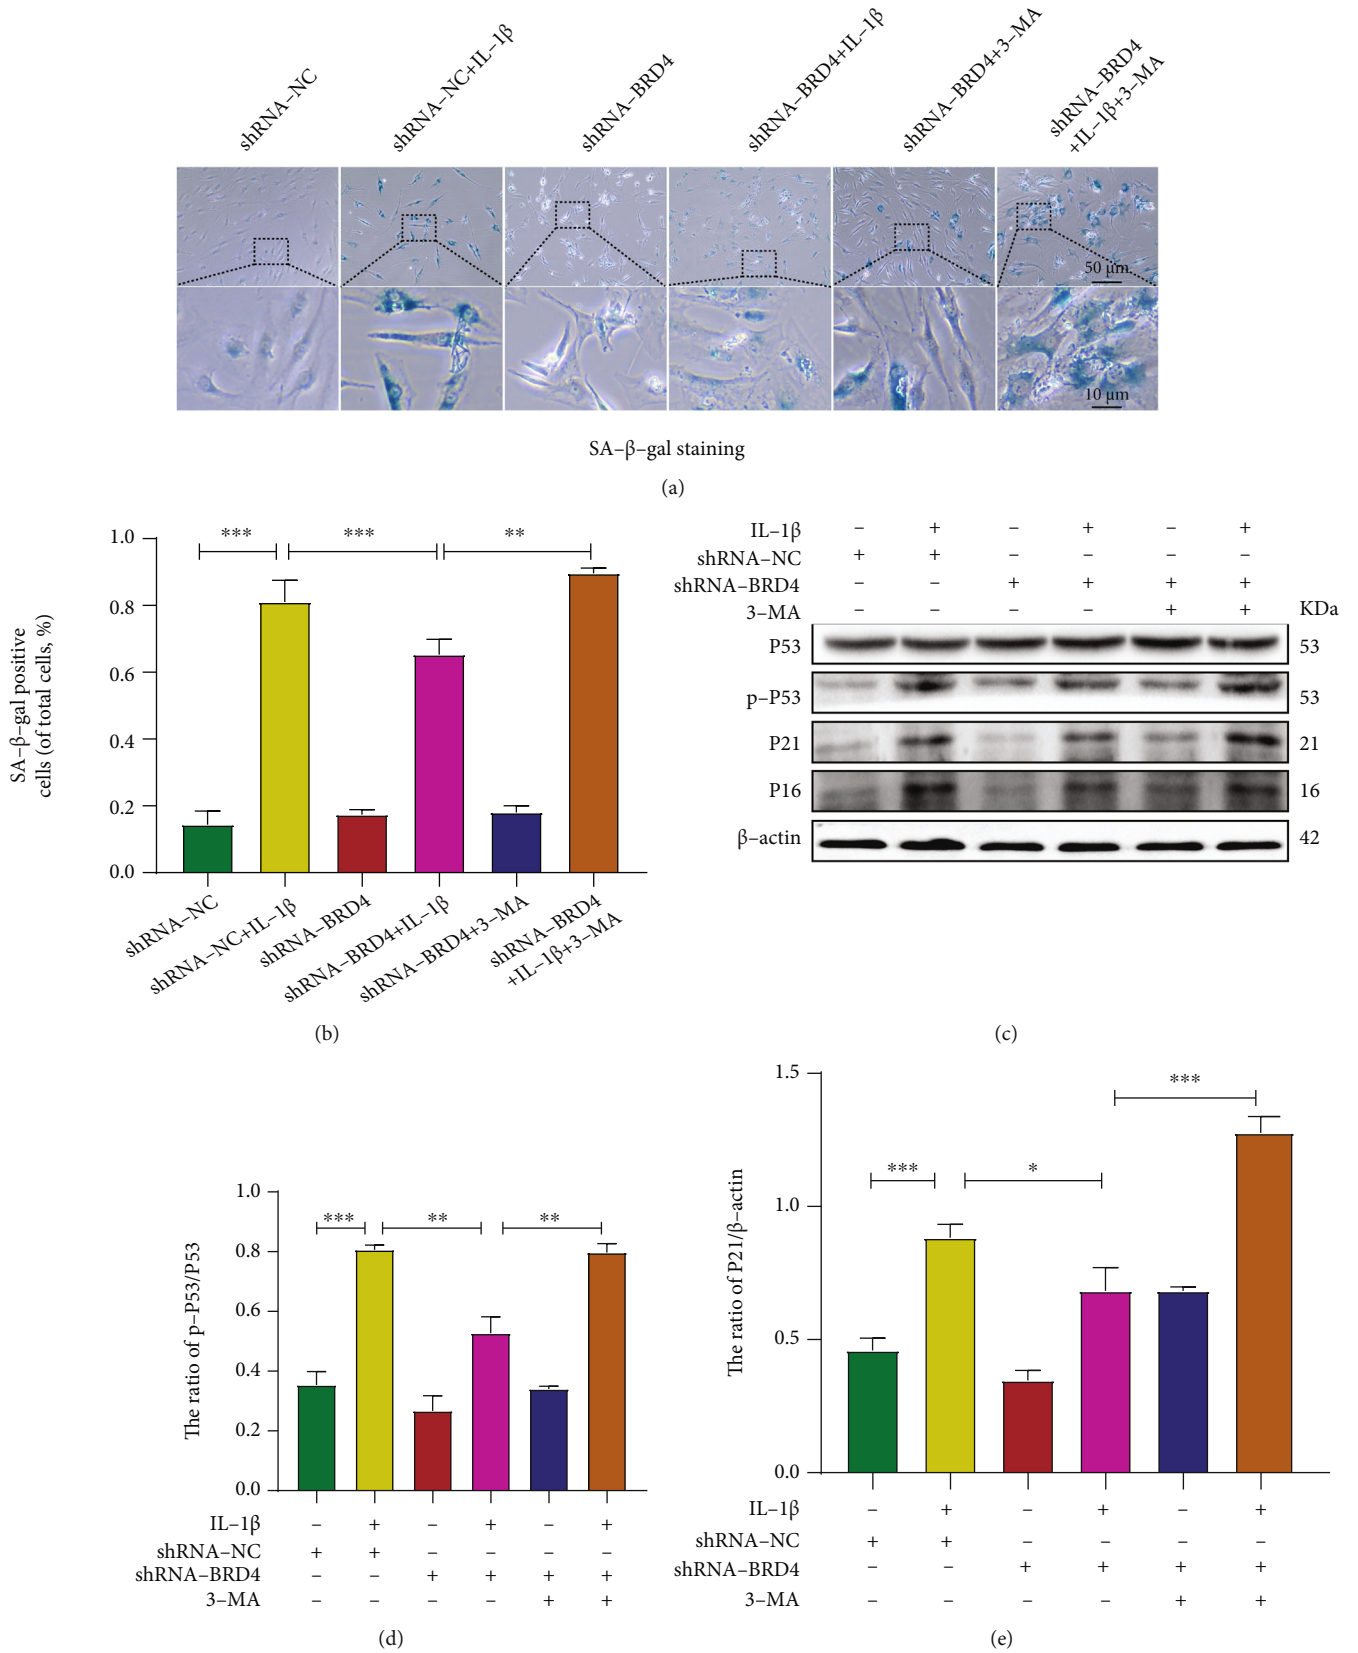 shRNA–NC
shRNA–NC+IL–1β
shRNA–BRD4
shRNA–BRD4+IL–1β
shRNA–BRD4+3–MA
shRNA–BRD4
+IL–1β+3–MA
50 μm
10 μm
SA–β–gal staining
(a)
SA–β–gal positive
cells (of total cells, %)
1.0
0.8
0.6
0.4
0.2
0.0
*** *** **
shRNA–NC
shRNA–NC+IL–1β
shRNA–BRD4
shRNA–BRD4+IL–1β
shRNA–BRD4+3–MA
shRNA–BRD4
+IL–1β+3–MA
(b)
IL–1β – + – + – +
shRNA–NC + + – – – –
shRNA–BRD4 – – + + + +
3–MA – – – – + + KDa
P53 53
p–P53 53
P21 21
P16 16
β–actin 42
(c)
The ratio of p–P53/P53
1.0
0.8
0.6
0.4
0.2
0.0
*** ** **
IL–1β – + – + – +
shRNA–NC + + – – – –
shRNA–BRD4 – – + + + +
3–MA – – – – + +
(d)
The ratio of P21/β–actin
1.5
1.0
0.5
0.0
*** * ***
IL–1β – + – + – +
shRNA–NC + + – – – –
shRNA–BRD4 – – + + + +
3–MA – – – – + +
(e)